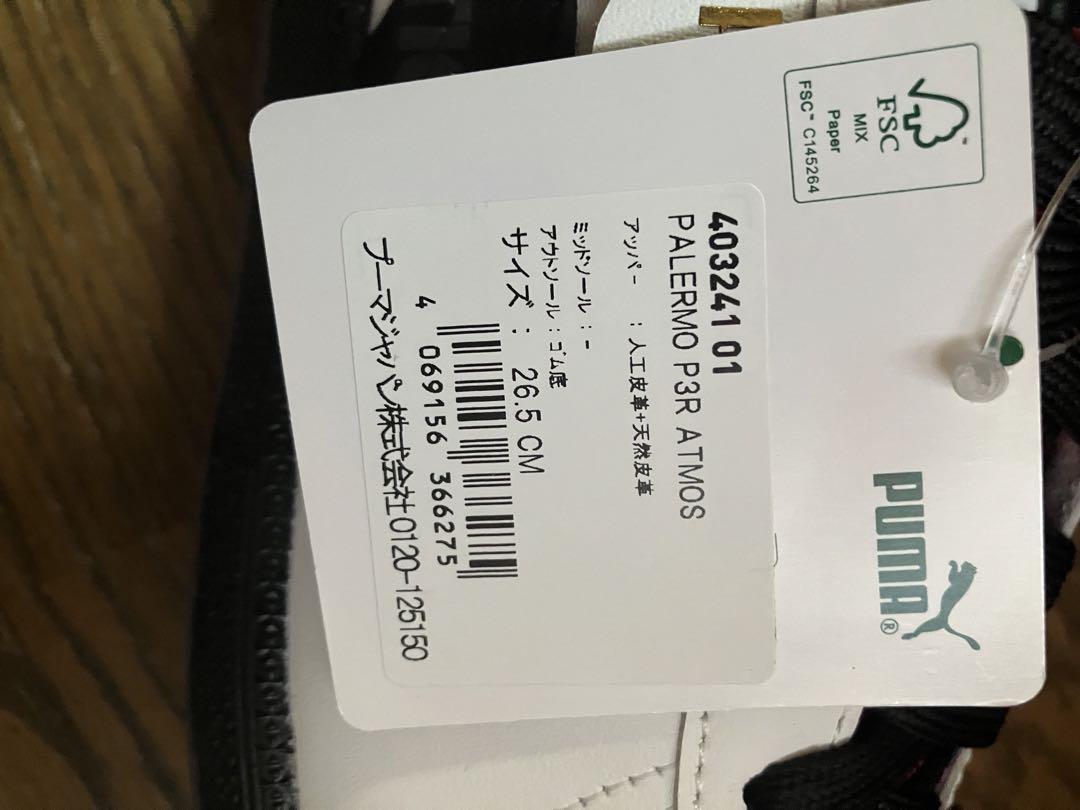 FSC
MIX
Paper
FSC™ C145264
PUMA®
403241 01
PALERMO P3R ATMOS
アッパー : 人工皮革+天然皮革
ミッドソール : -
アウトソール : ゴム底
サイズ : 26.5 CM
4 069156 366275
プーマジャパン株式会社0120-125150